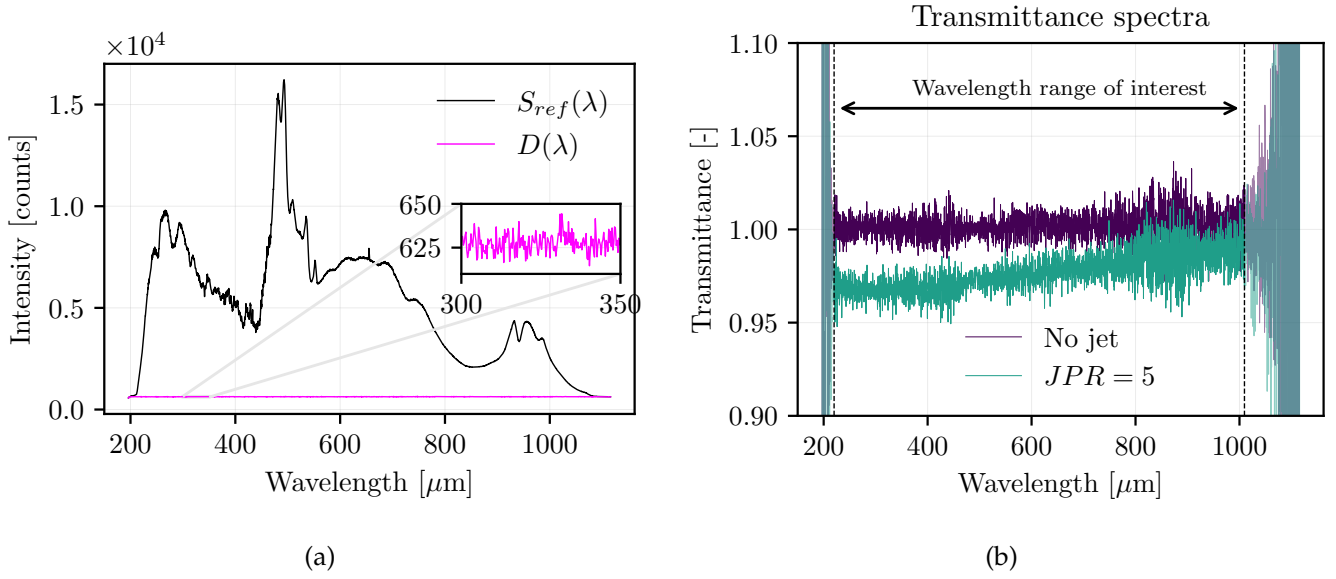 ×10⁴
1.5
1.0
0.5
0.0
Intensity [counts]
200 400 600 800 1000
Wavelength [μm]
S_ref(λ)
D(λ)
650
625
300 350
(a)
Transmittance spectra
1.10
1.05
1.00
0.95
0.90
Transmittance [-]
Wavelength range of interest
No jet
JPR = 5
200 400 600 800 1000
Wavelength [μm]
(b)